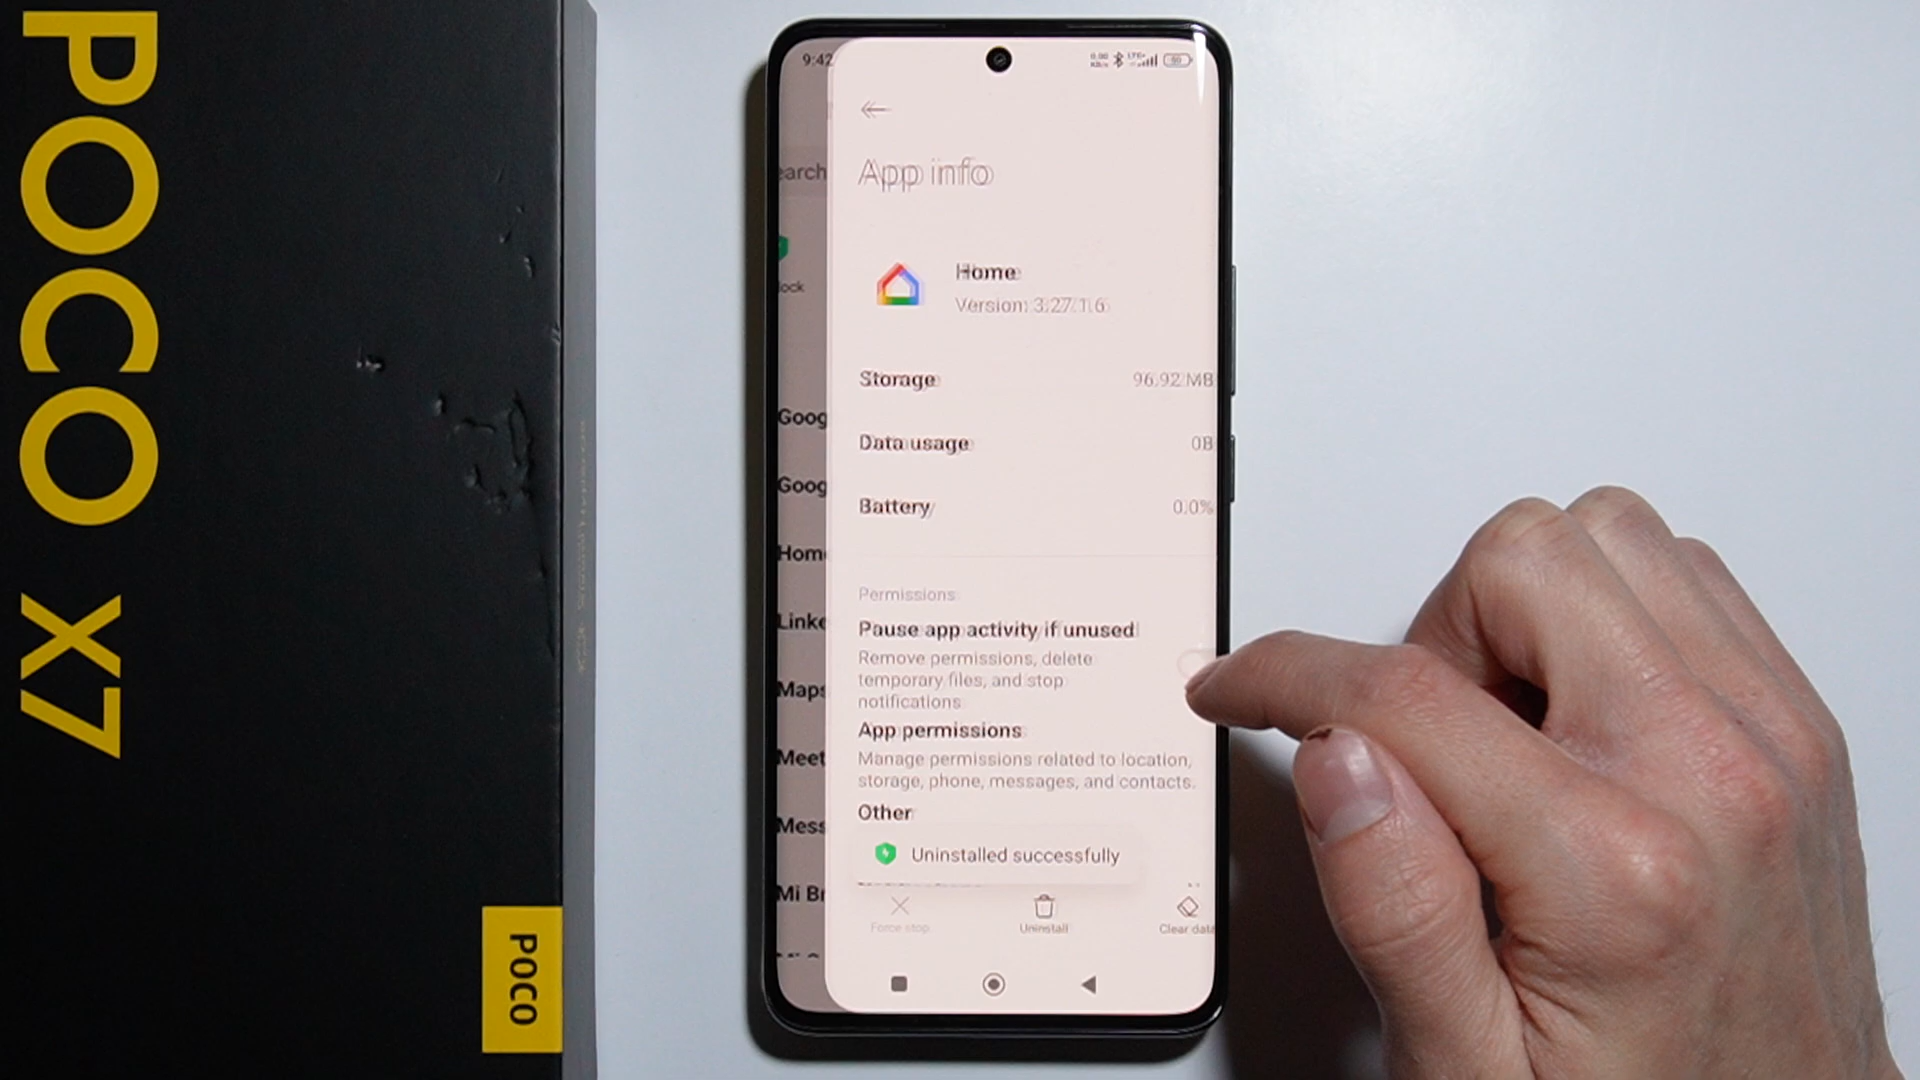 POCO X7
POCO
9:42
App info
Home
Version: 3.27.1.6
Storage 96.92 MB
Data usage 0B
Battery 0.0%
Permissions
Pause app activity if unused
Remove permissions, delete
temporary files, and stop
notifications
App permissions
Manage permissions related to location,
storage, phone, messages, and contacts.
Other
Uninstalled successfully
Force stop
Uninstall
Clear data
earch
lock
Goog
Goog
Hom
Linke
Maps
Meet
Mess
Mi Br